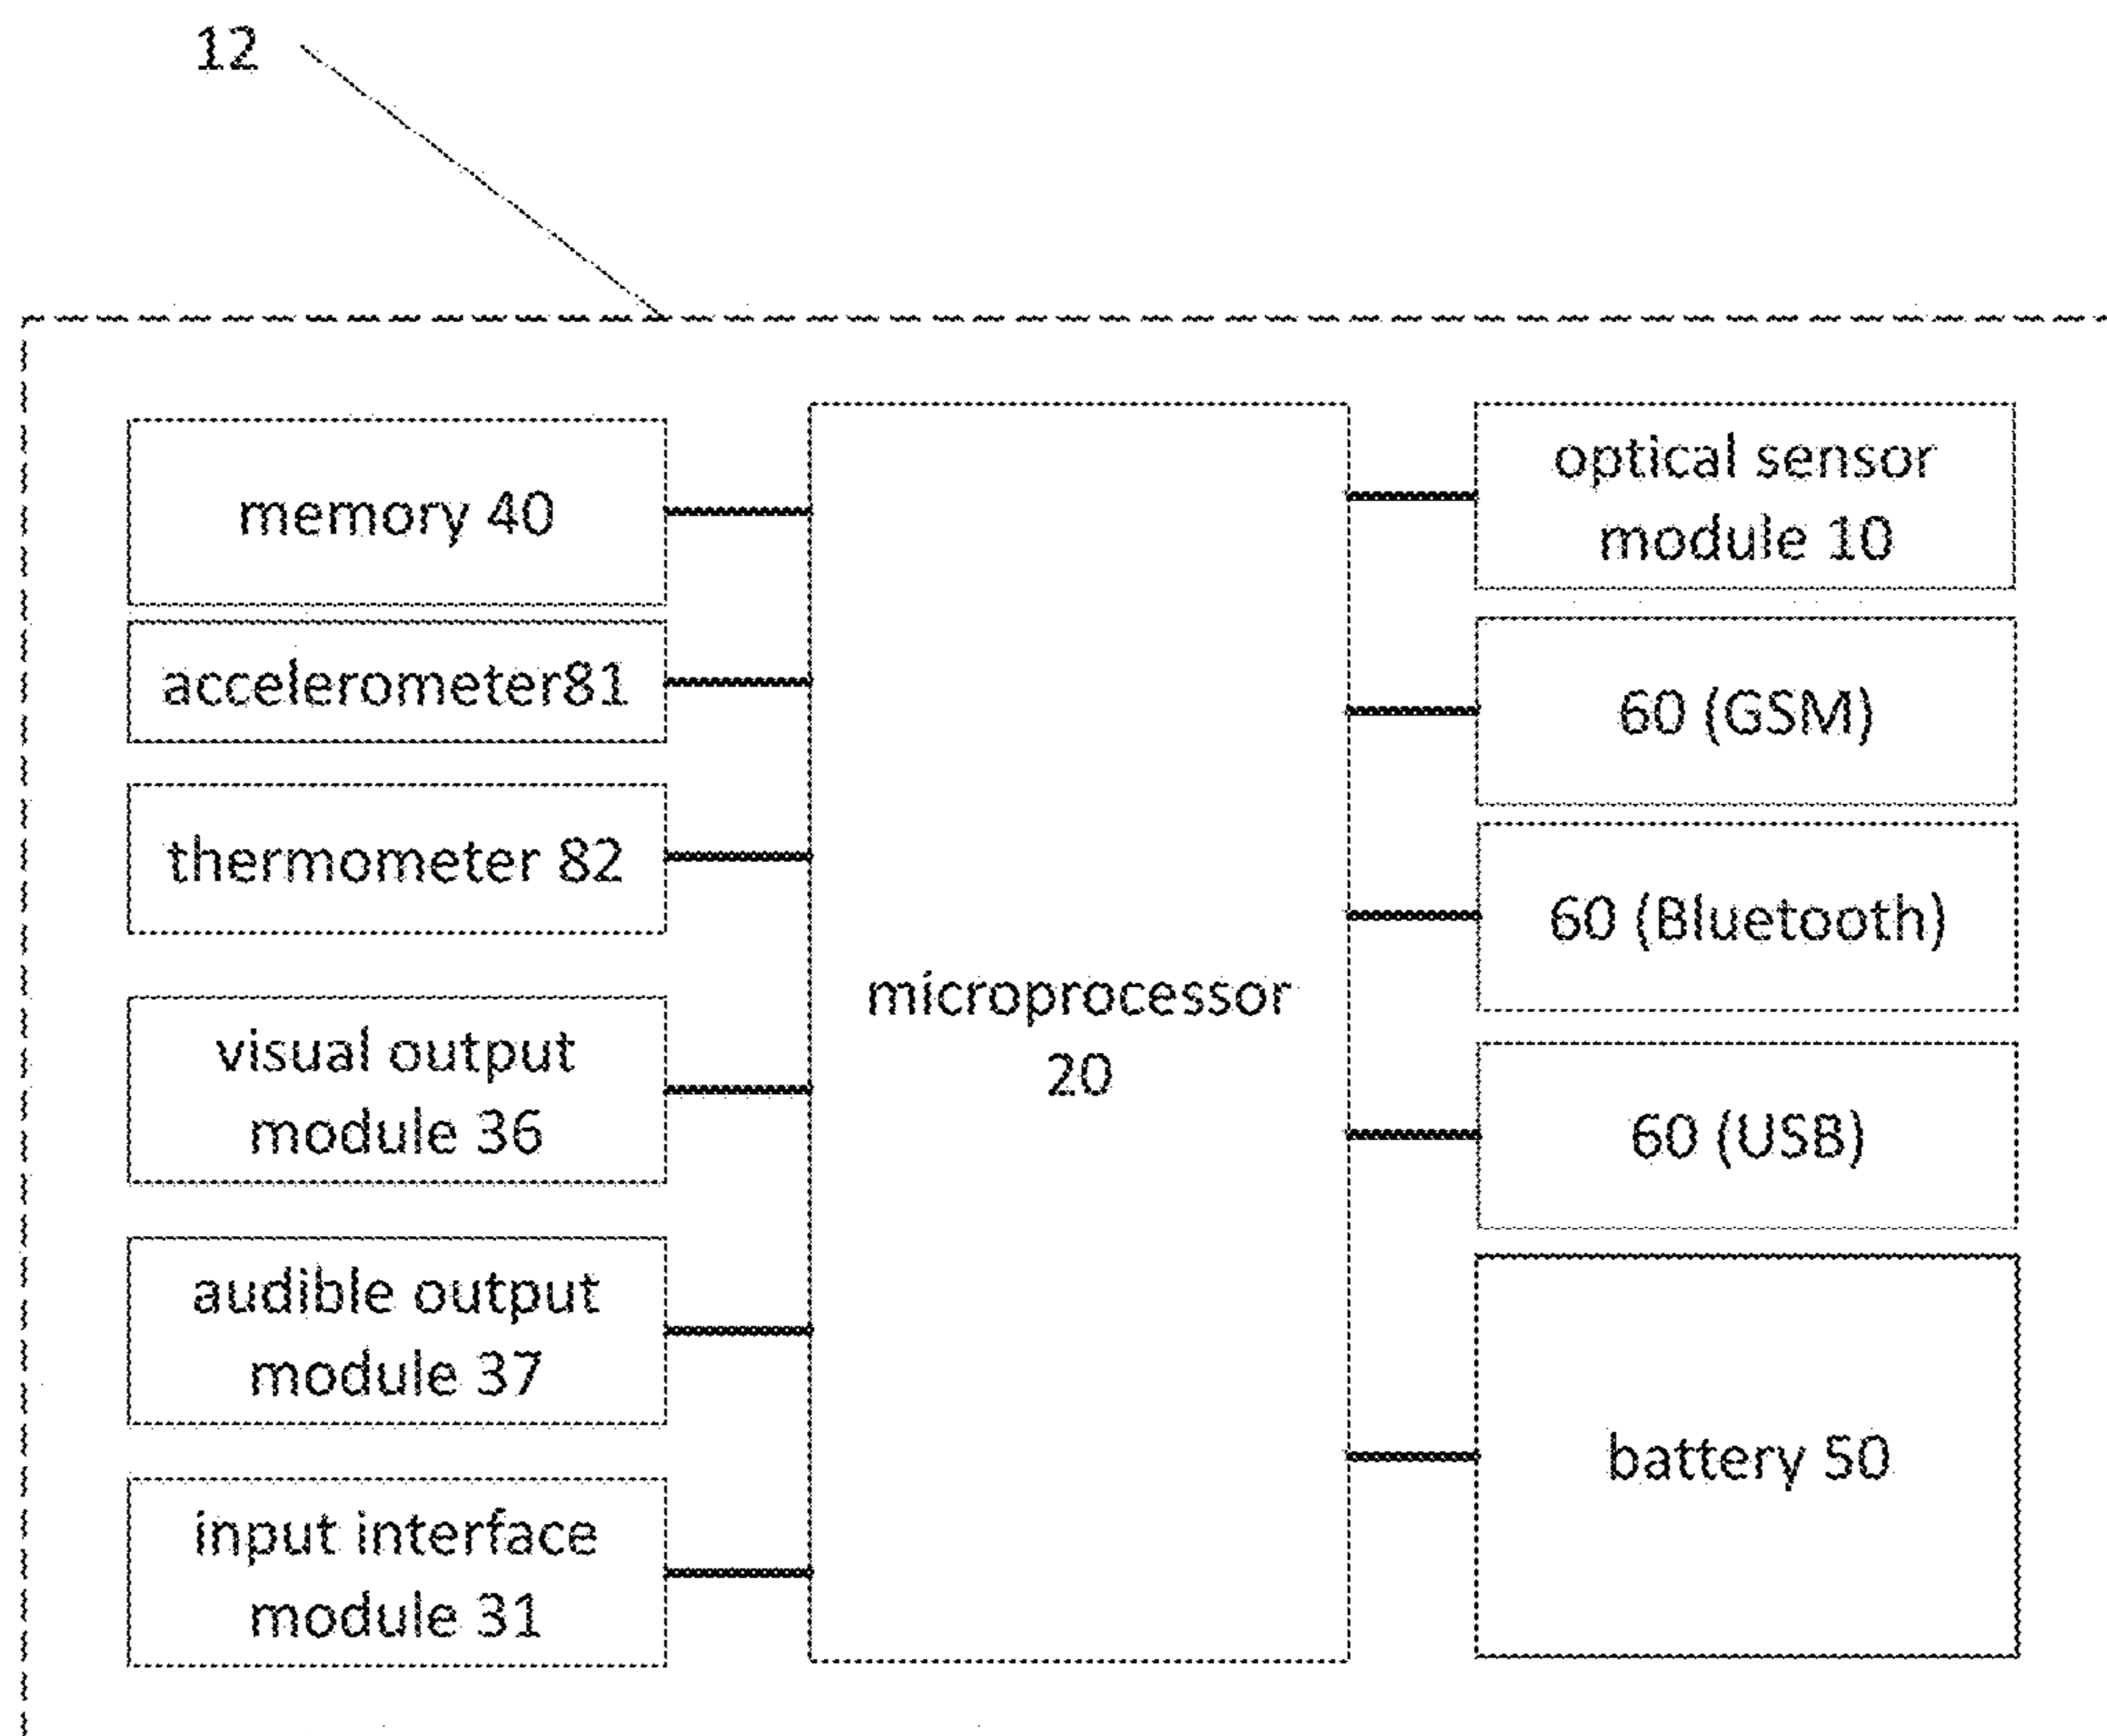 12
memory 40
accelerometer81
thermometer 82
visual output
module 36
audible output
module 37
input interface
module 31
microprocessor
20
optical sensor
module 10
60 (GSM)
60 (Bluetooth)
60 (USB)
battery 50